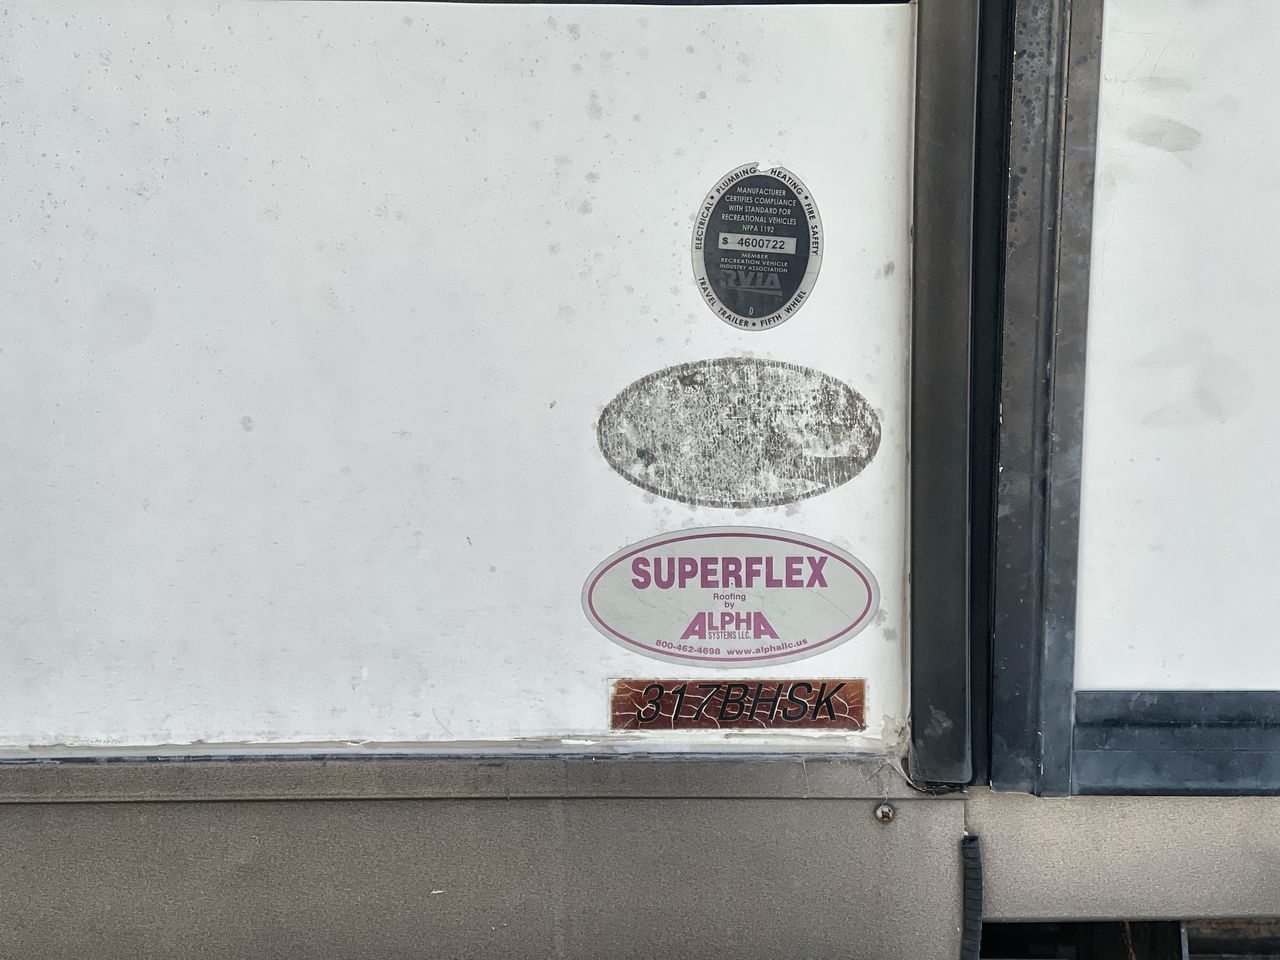 ELECTRICAL • PLUMBING • HEATING • FIRE SAFETY
MANUFACTURER
CERTIFIES COMPLIANCE
WITH STANDARD FOR
RECREATIONAL VEHICLES
NFPA 1192
S 4600722
MEMBER
RECREATION VEHICLE
INDUSTRY ASSOCIATION
RVIA
D
TRAVEL TRAILER • FIFTH WHEEL
SUPERFLEX
Roofing
by
ALPHA
SYSTEMS LLC.
800-462-4698 www.alphallc.us
317BHSK